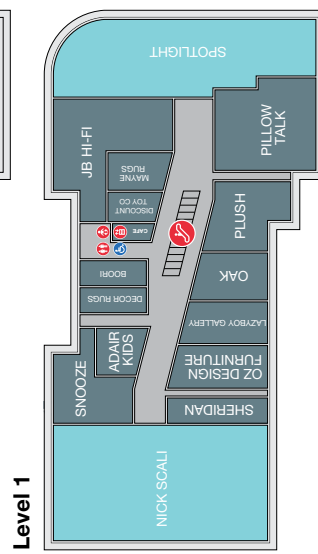 Level 1
SPOTLIGHT
JB HI-FI
MAYNE
RUGS
DISCOUNT
TOY CO
CAFE
PILLOW
TALK
PLUSH
BOORI
OAK
DECOR RUGS
LAZYBOY GALLERY
ADAIR
KIDS
SNOOZE
OZ DESIGN
FURNITURE
SHERIDAN
NICK SCALI